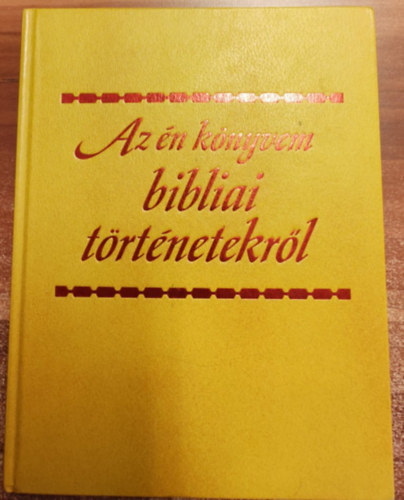 Az én könyvem
bibliai
történetekről